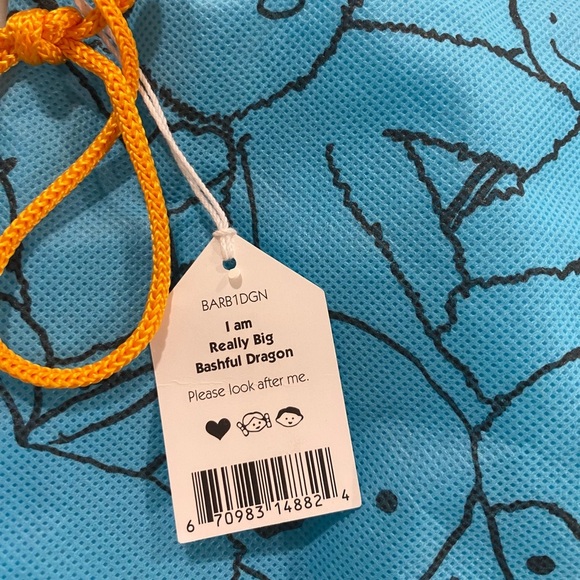 BARB1DGN
I am
Really Big
Bashful Dragon
Please look after me.
6 70983 14882 4